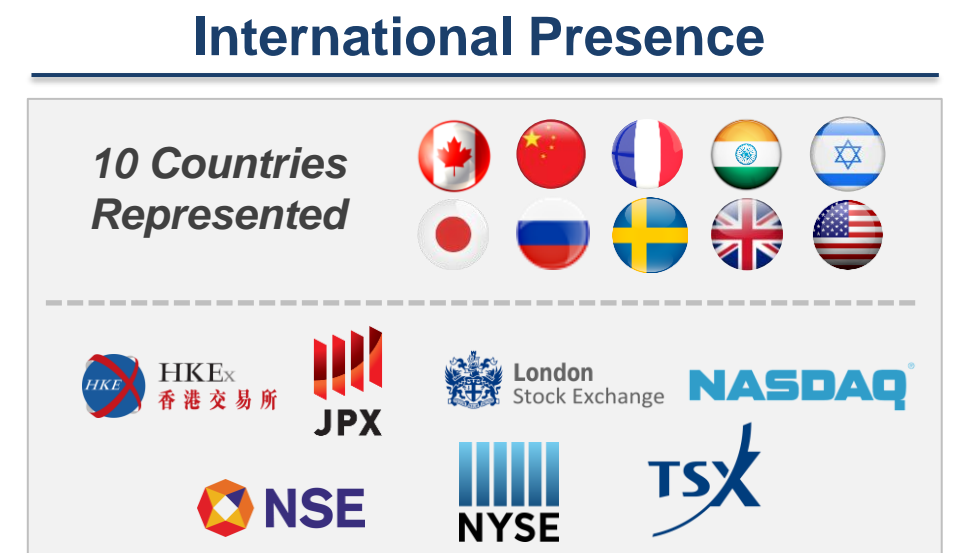 International Presence
10 Countries
Represented
HKE
HKEx
香港交易所
JPX
London
Stock Exchange
NASDAQ®
NSE
NYSE
TSX